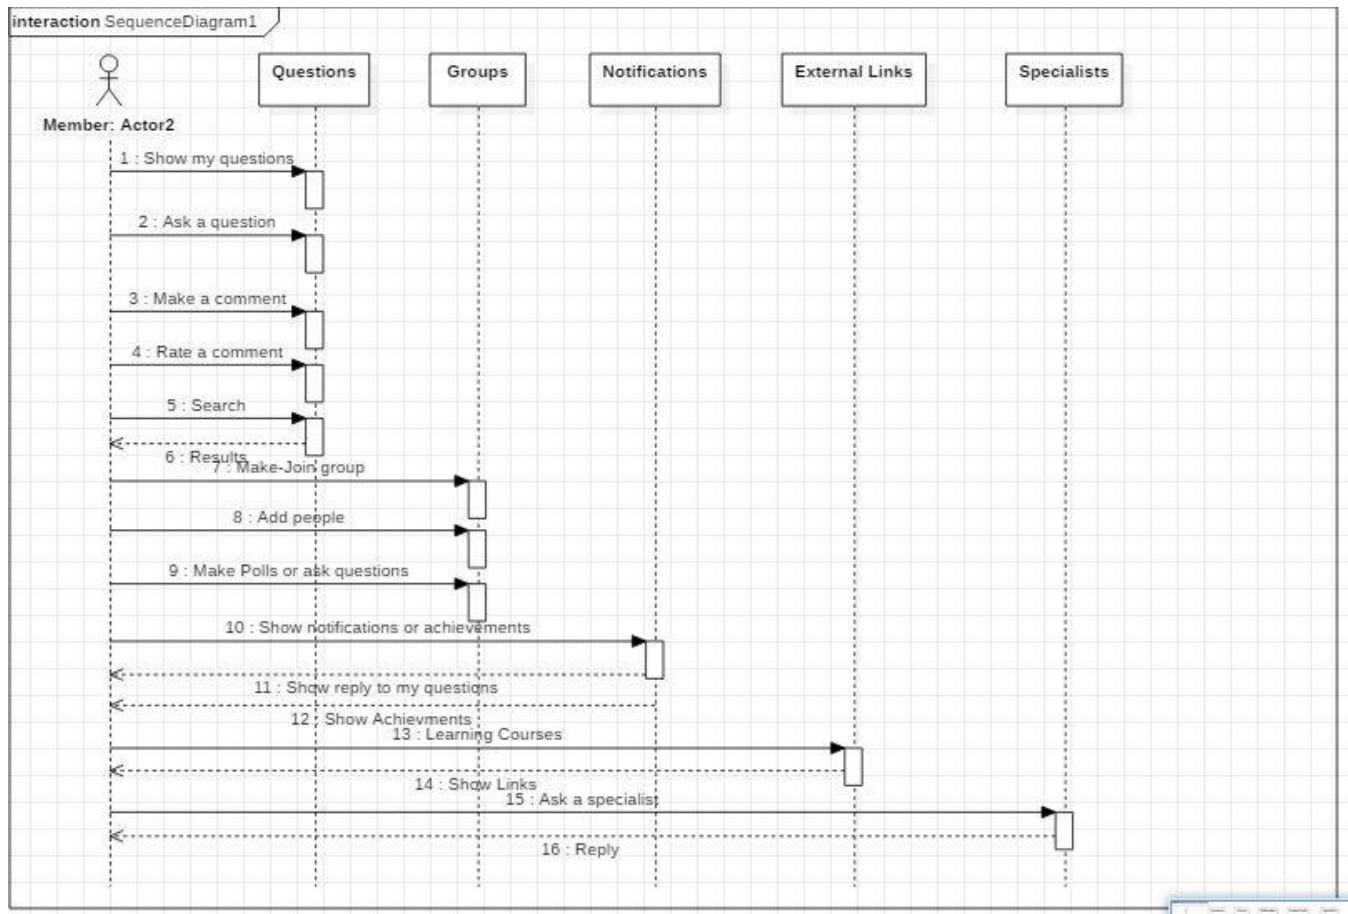 interaction SequenceDiagram1
Questions
Groups
Notifications
External Links
Specialists
Member: Actor2
1 : Show my questions
2 : Ask a question
3 : Make a comment
4 : Rate a comment
5 : Search
6 : Results
7 : Make-Join group
8 : Add people
9 : Make Polls or ask questions
10 : Show notifications or achievements
11 : Show reply to my questions
12 : Show Achievments
13 : Learning Courses
14 : Show Links
15 : Ask a specialist
16 : Reply